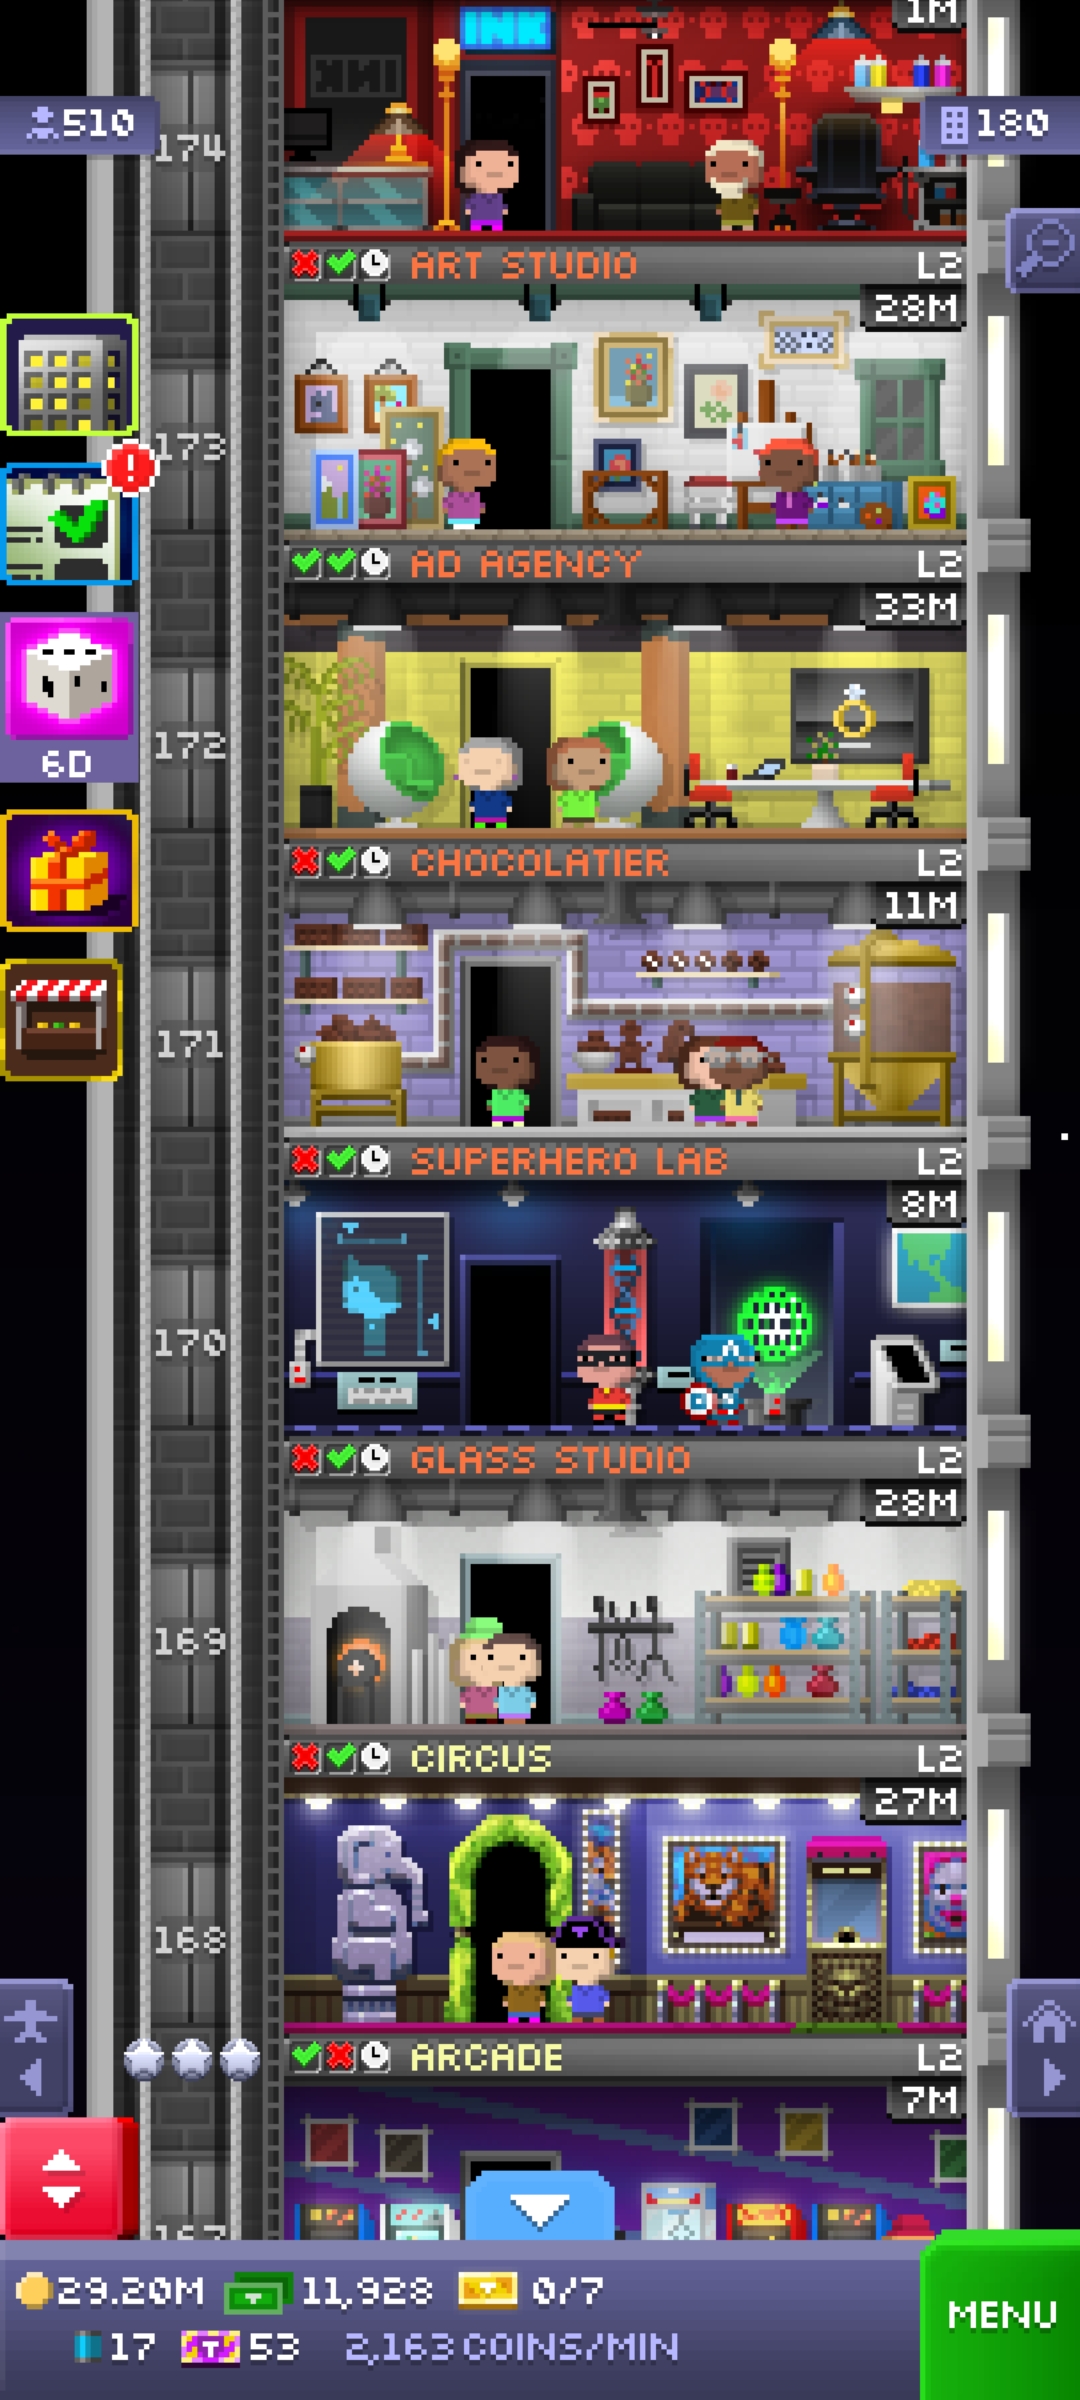 1M
INK
510
180
174
ART STUDIO L2
28M
173
AD AGENCY L2
33M
6D
172
CHOCOLATIER L2
11M
171
SUPERHERO LAB L2
8M
170
GLASS STUDIO L2
28M
169
CIRCUS L2
27M
168
ARCADE L2
7M
167
29.20M 11,928 0/7
MENU
17 53 2,163 COINS/MIN